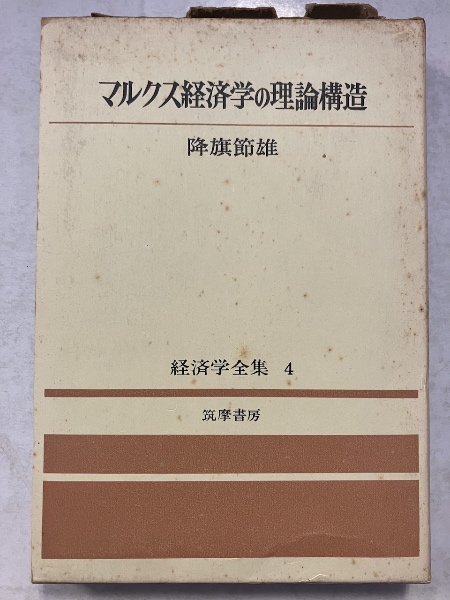 マルクス経済学の理論構造
降旗節雄
経済学全集 4
筑摩書房